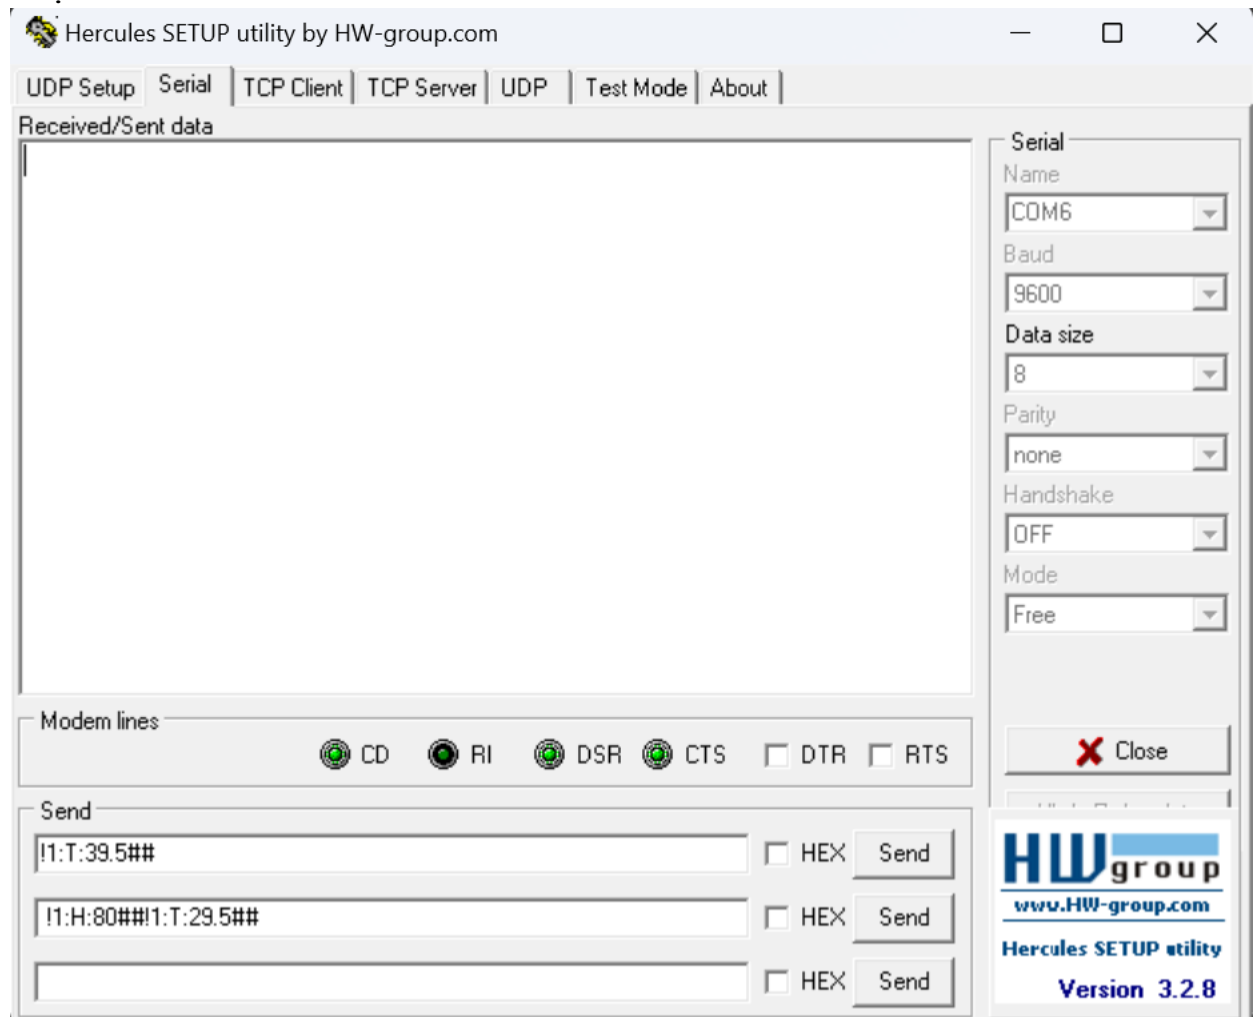 Hercules SETUP utility by HW-group.com
UDP Setup Serial TCP Client TCP Server UDP Test Mode About
Received/Sent data
Serial
Name
COM6
Baud
9600
Data size
8
Parity
none
Handshake
OFF
Mode
Free
Modem lines
CD RI DSR CTS DTR RTS
Close
Send
!1:T:39.5## HEX Send
!1:H:80##!1:T:29.5## HEX Send
HEX Send
HW group
www.HW-group.com
Hercules SETUP utility
Version 3.2.8